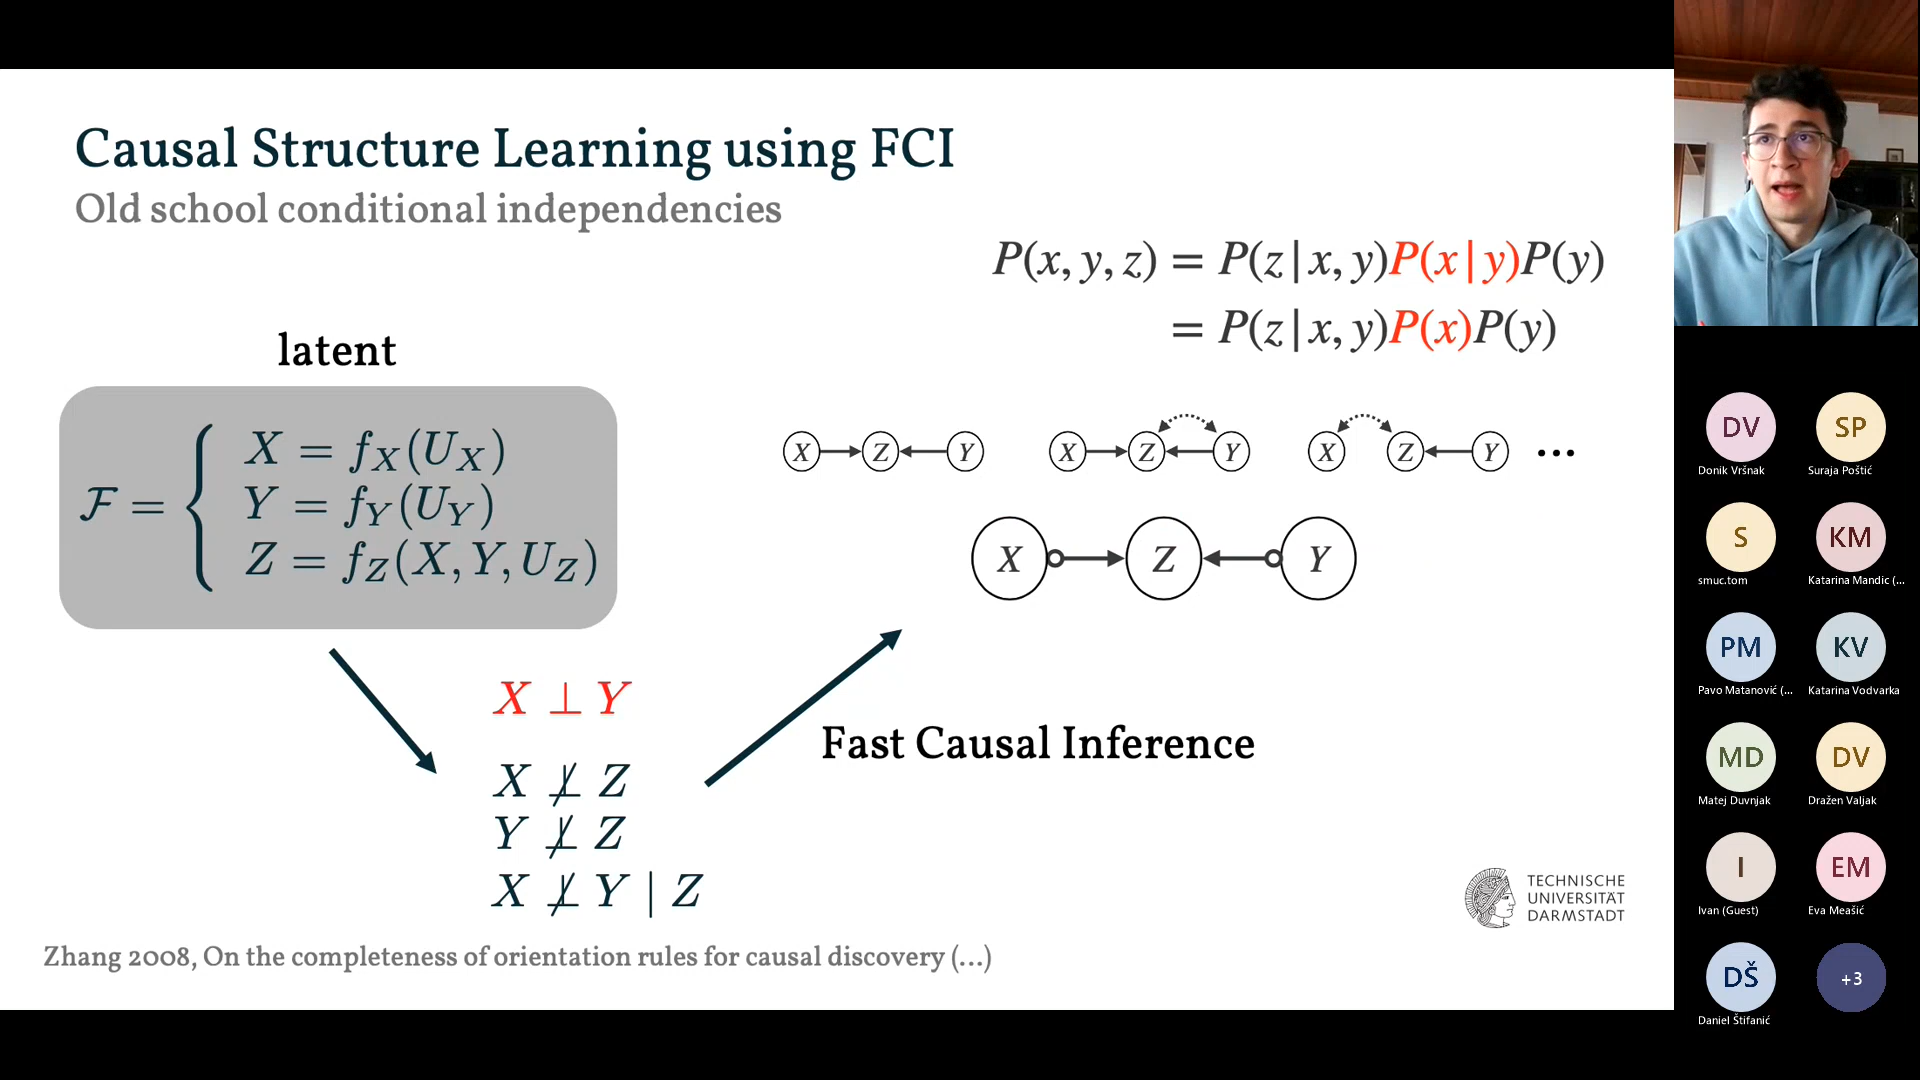 Causal Structure Learning using FCI
Old school conditional independencies
P(x, y, z) = P(z | x, y)P(x | y)P(y)
= P(z | x, y)P(x)P(y)
latent
F = { X = f_X(U_X)
Y = f_Y(U_Y)
Z = f_Z(X, Y, U_Z)
X Z Y X Z Y X Z Y ...
X Z Y
X ⊥ Y
X ⊥̸ Z
Y ⊥̸ Z
X ⊥̸ Y | Z
Fast Causal Inference
TECHNISCHE
UNIVERSITÄT
DARMSTADT
Zhang 2008, On the completeness of orientation rules for causal discovery (...)
DV SP
Donik Vršnak Suraja Poštić
S KM
smuc.tom Katarina Mandic (...
PM KV
Pavo Matanović (... Katarina Vodvarka
MD DV
Matej Duvnjak Dražen Valjak
I EM
Ivan (Guest) Eva Meašić
DŠ +3
Daniel Štifanić